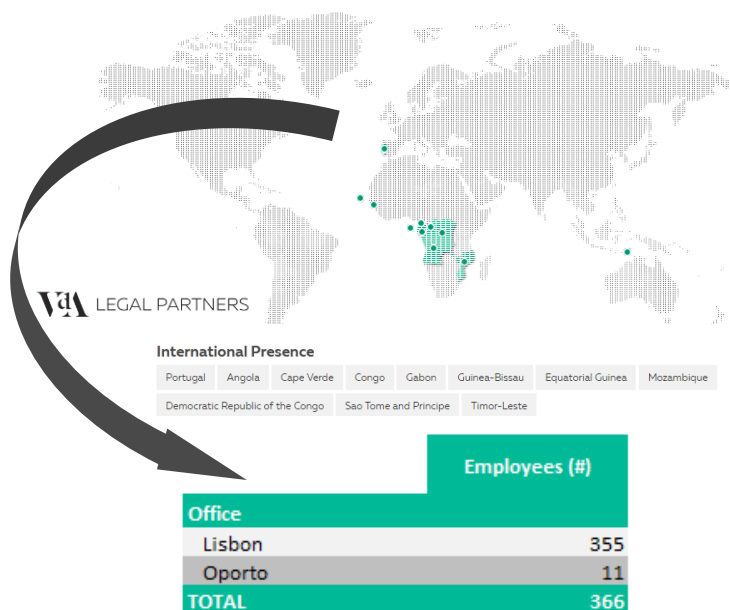 VdA LEGAL PARTNERS
International Presence
Portugal Angola Cape Verde Congo Gabon Guinea-Bissau Equatorial Guinea Mozambique
Democratic Republic of the Congo Sao Tome and Principe Timor-Leste
Employees (#)
Office
Lisbon 355
Oporto 11
TOTAL 366